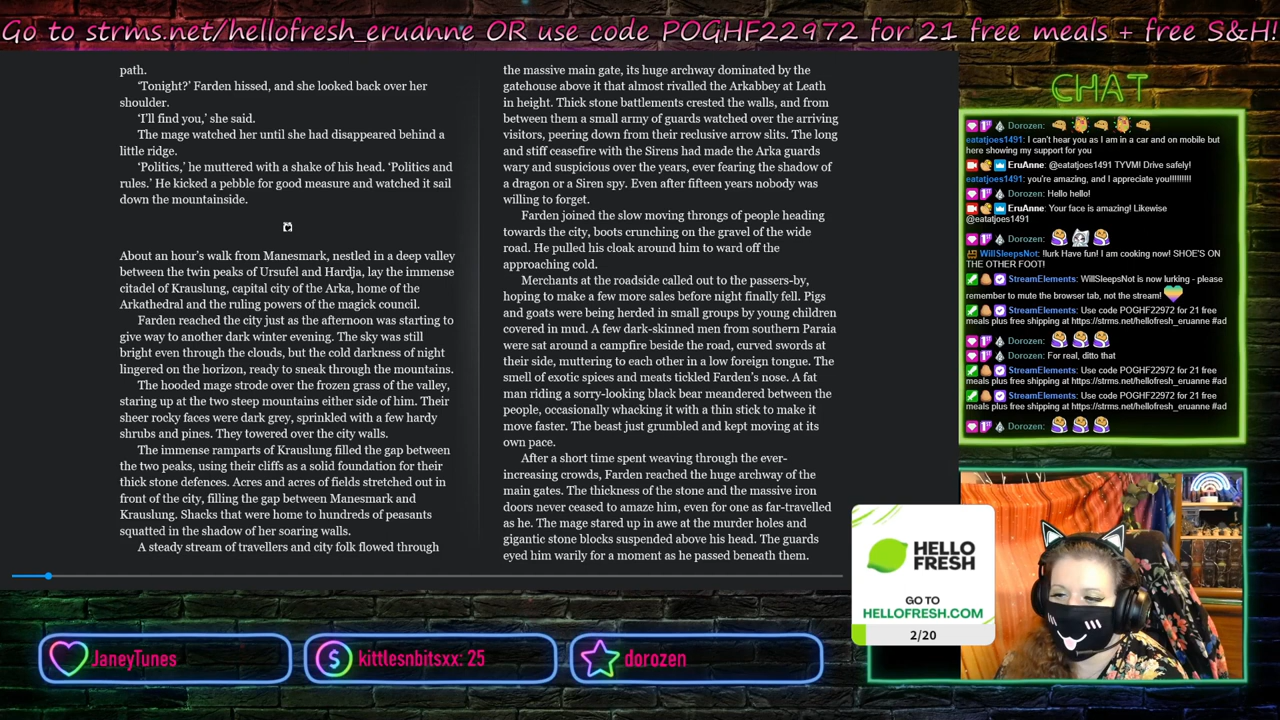 Go to strms.net/hellofresh_eruanne OR use code POGHF22972 for 21 free meals + free S&H!
path.
‘Tonight?’ Farden hissed, and she looked back over her
shoulder.
‘I’ll find you,’ she said.
The mage watched her until she had disappeared behind a
little ridge.
‘Politics,’ he muttered with a shake of his head. ‘Politics and
rules.’ He kicked a pebble for good measure and watched it sail
down the mountainside.
About an hour’s walk from Manesmark, nestled in a deep valley
between the twin peaks of Ursufel and Hardja, lay the immense
citadel of Krauslung, capital city of the Arka, home of the
Arkathedral and the ruling powers of the magick council.
Farden reached the city just as the afternoon was starting to
give way to another dark winter evening. The sky was still
bright even through the clouds, but the cold darkness of night
lingered on the horizon, ready to sneak through the mountains.
The hooded mage strode over the frozen grass of the valley,
staring up at the two steep mountains either side of him. Their
sheer rocky faces were dark grey, sprinkled with a few hardy
shrubs and pines. They towered over the city walls.
The immense ramparts of Krauslung filled the gap between
the two peaks, using their cliffs as a solid foundation for their
thick stone defences. Acres and acres of fields stretched out in
front of the city, filling the gap between Manesmark and
Krauslung. Shacks that were home to hundreds of peasants
squatted in the shadow of her soaring walls.
A steady stream of travellers and city folk flowed through
the massive main gate, its huge archway dominated by the
gatehouse above it that almost rivalled the Arkabbey at Leath
in height. Thick stone battlements crested the walls, and from
between them a small army of guards watched over the arriving
visitors, peering down from their reclusive arrow slits. The long
and stiff ceasefire with the Sirens had made the Arka guards
wary and suspicious over the years, ever fearing the shadow of
a dragon or a Siren spy. Even after fifteen years nobody was
willing to forget.
Farden joined the slow moving throngs of people heading
towards the city, boots crunching on the gravel of the wide
road. He pulled his cloak around him to ward off the
approaching cold.
Merchants at the roadside called out to the passers-by,
hoping to make a few more sales before night finally fell. Pigs
and goats were being herded in small groups by young children
covered in mud. A few dark-skinned men from southern Paraia
were sat around a campfire beside the road, curved swords at
their side, muttering to each other in a low foreign tongue. The
smell of exotic spices and meats tickled Farden’s nose. A fat
man riding a sorry-looking black bear meandered between the
people, occasionally whacking it with a thin stick to make it
move faster. The beast just grumbled and kept moving at its
own pace.
After a short time spent weaving through the ever-
increasing crowds, Farden reached the huge archway of the
main gates. The thickness of the stone and the massive iron
doors never ceased to amaze him, even for one as far-travelled
as he. The mage stared up in awe at the murder holes and
gigantic stone blocks suspended above his head. The guards
eyed him warily for a moment as he passed beneath them.
CHAT
Dorozen:
eatatjoes1491: I can't hear you as I am in a car and on mobile but
here showing my support for you
EruAnne: @eatatjoes1491 TYVM! Drive safely!
eatatjoes1491: you're amazing, and I appreciate you!!!!!!!!!
Dorozen: Hello hello!
EruAnne: Your face is amazing! Likewise
@eatatjoes1491
Dorozen:
WillSleepsNot: !lurk Have fun! I am cooking now! SHOE'S ON
THE OTHER FOOT!
StreamElements: WillSleepsNot is now lurking - please
remember to mute the browser tab, not the stream!
StreamElements: Use code POGHF22972 for 21 free
meals plus free shipping at https://strms.net/hellofresh_eruanne #ad
Dorozen:
Dorozen: For real, ditto that
StreamElements: Use code POGHF22972 for 21 free
meals plus free shipping at https://strms.net/hellofresh_eruanne #ad
StreamElements: Use code POGHF22972 for 21 free
meals plus free shipping at https://strms.net/hellofresh_eruanne #ad
Dorozen:
HELLO
FRESH
GO TO
HELLOFRESH.COM
2/20
JaneyTunes
kittlesnbitsxx: 25
dorozen